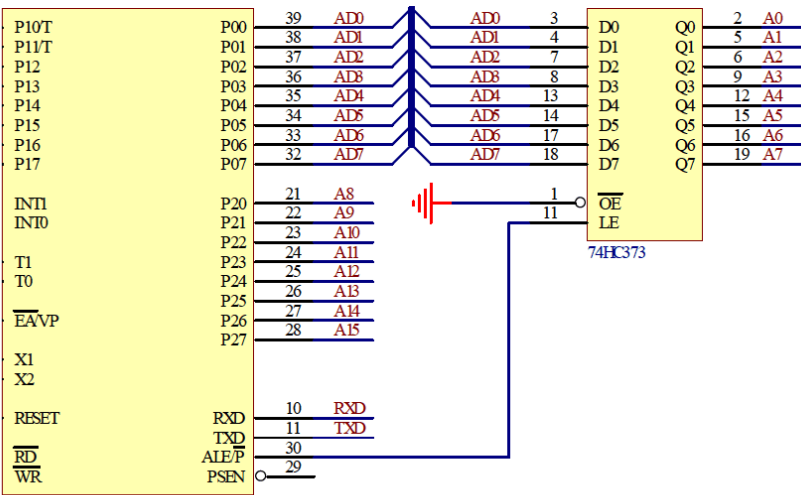 P10/T P00 39 AD0 AD0 3 D0 Q0 2 A0
P11/T P01 38 AD1 AD1 4 D1 Q1 5 A1
P12 P02 37 AD2 AD2 7 D2 Q2 6 A2
P13 P03 36 AD3 AD3 8 D3 Q3 9 A3
P14 P04 35 AD4 AD4 13 D4 Q4 12 A4
P15 P05 34 AD5 AD5 14 D5 Q5 15 A5
P16 P06 33 AD6 AD6 17 D6 Q6 16 A6
P17 P07 32 AD7 AD7 18 D7 Q7 19 A7
INT1 P20 21 A8 1 OE
INT0 P21 22 A9 11 LE
P22 23 A10
T1 P23 24 A11 74HC373
T0 P24 25 A12
P25 26 A13
EA/VP P26 27 A14
P27 28 A15
X1
X2
RESET RXD 10 RXD
TXD 11 TXD
RD ALE/P 30
WR PSEN 29